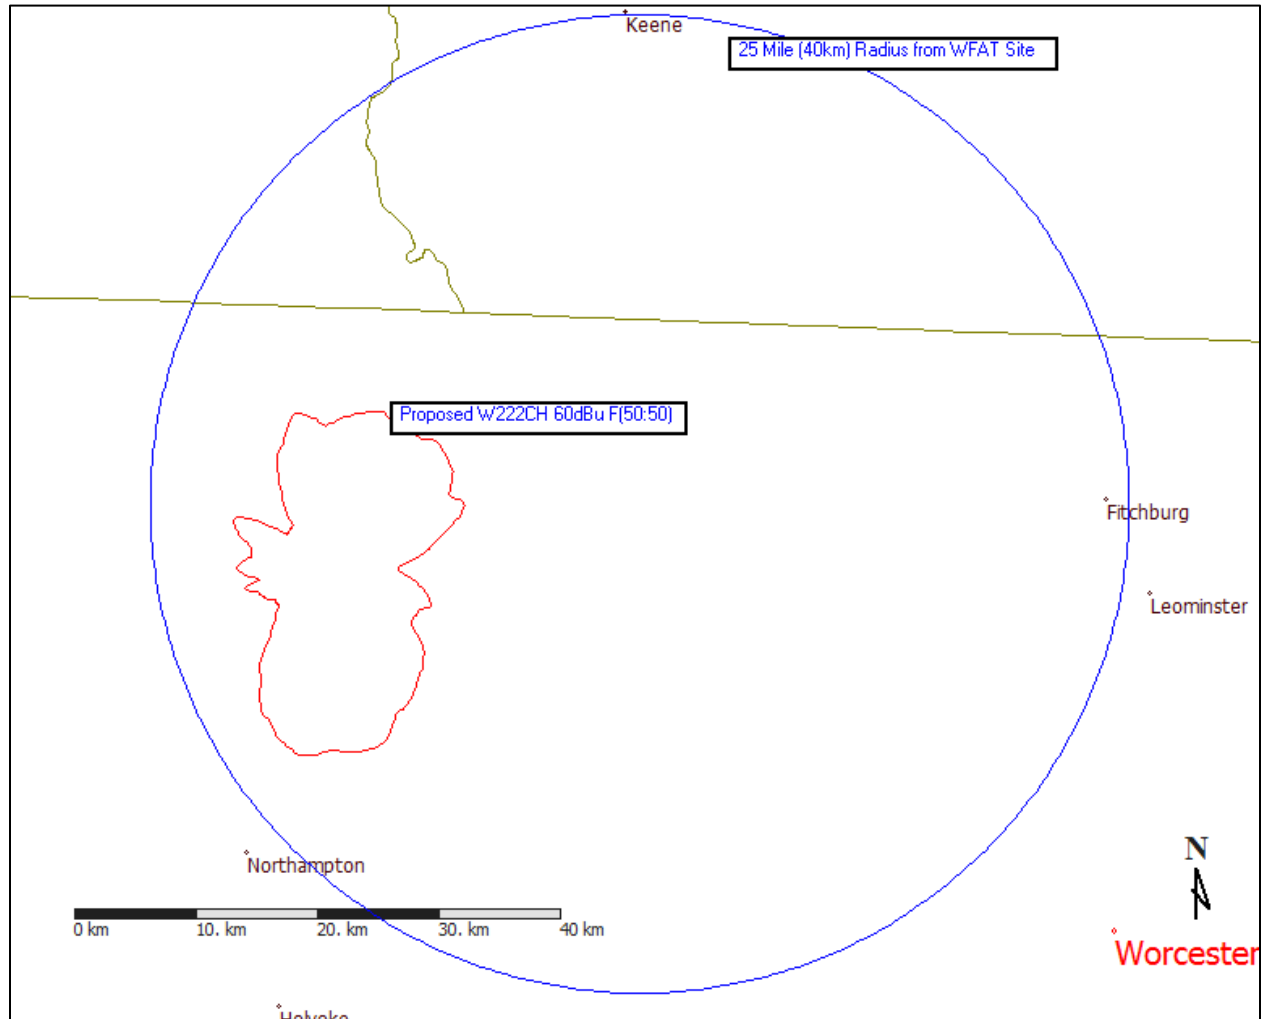 Keene
25 Mile (40km) Radius from WFAT Site
Proposed W222CH 60dBu F(50:50)
Fitchburg
Leominster
Northampton
N
0 km 10. km 20. km 30. km 40 km
Worcester
Holyoke